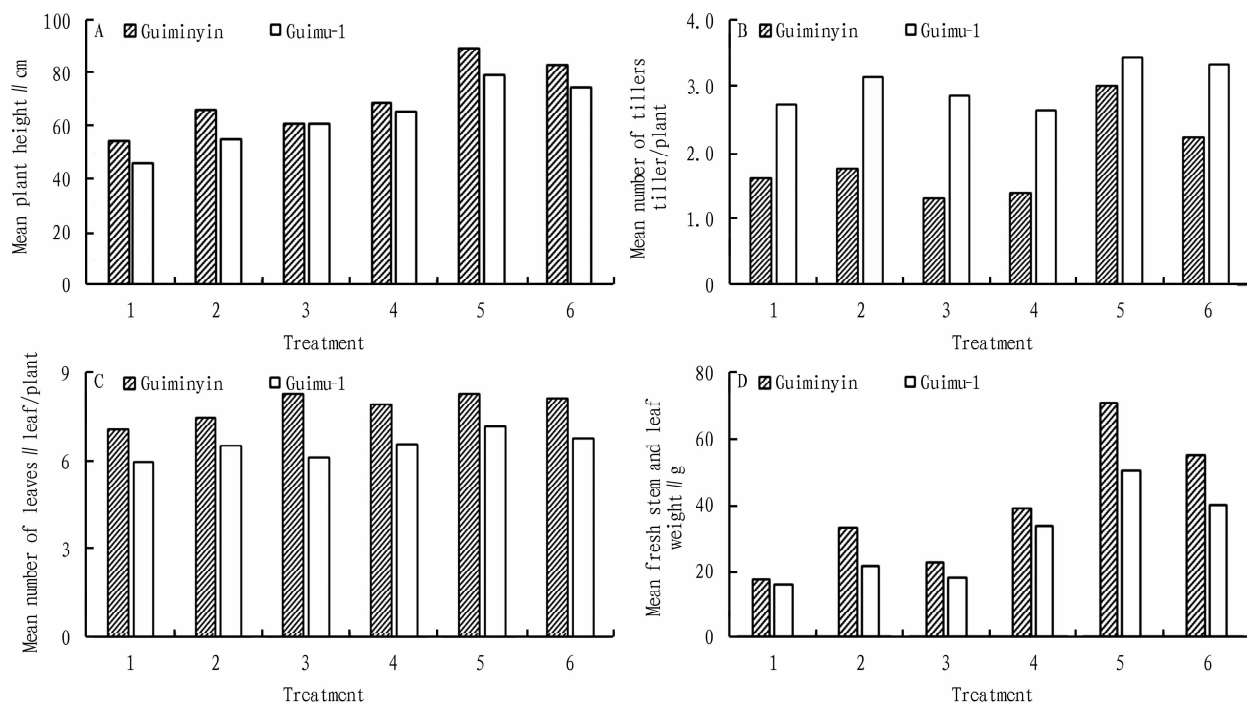 A Guiminyin Guimu-1
100
80
60
40
20
0
Mean plant height // cm
1 2 3 4 5 6
Treatment
B Guiminyin Guimu-1
4.0
3.0
2.0
1.0
0
Mean number of tillers
tiller/plant
1 2 3 4 5 6
Treatment
C Guiminyin Guimu-1
9
6
3
0
Mean number of leaves // leaf/plant
1 2 3 4 5 6
Treatment
D Guiminyin Guimu-1
80
60
40
20
0
Mean fresh stem and leaf
weight // g
1 2 3 4 5 6
Treatment